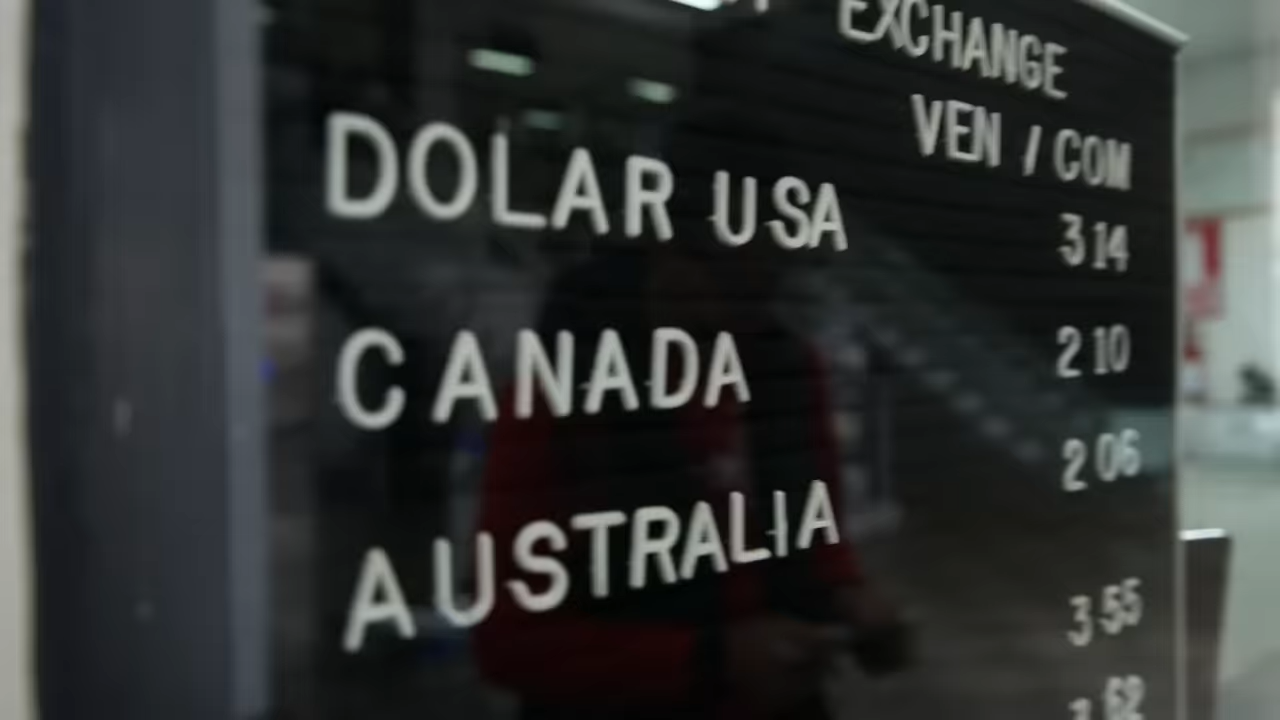 EXCHANGE
VEN / COM
DOLAR USA 3 14
CANADA 2 10
AUSTRALIA 2 06
3 55